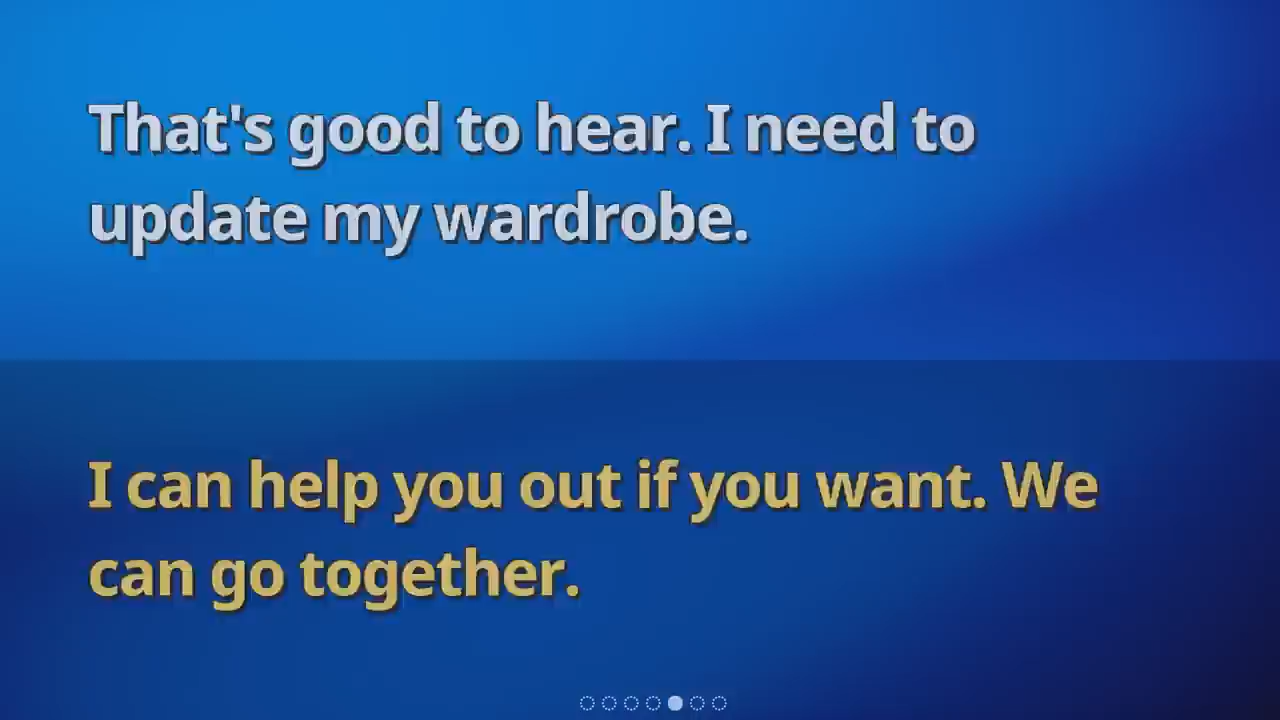 That's good to hear. I need to
update my wardrobe.
I can help you out if you want. We
can go together.